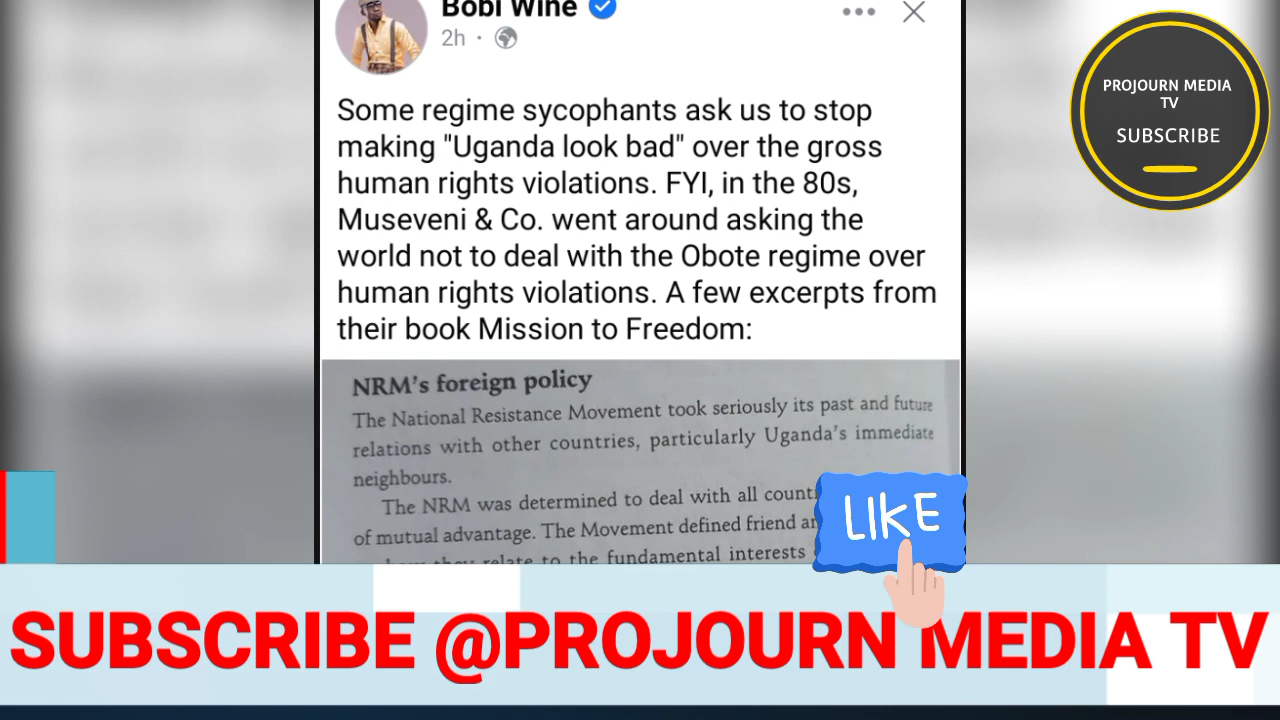 Bobi Wine
2h ·
Some regime sycophants ask us to stop
making "Uganda look bad" over the gross
human rights violations. FYI, in the 80s,
Museveni & Co. went around asking the
world not to deal with the Obote regime over
human rights violations. A few excerpts from
their book Mission to Freedom:
NRM's foreign policy
The National Resistance Movement took seriously its past and future
relations with other countries, particularly Uganda's immediate
neighbours.
The NRM was determined to deal with all
of mutual advantage. The Movement defined friend
they relate to the fundamental interests
LIKE
PROJOURN MEDIA
TV
SUBSCRIBE
SUBSCRIBE @PROJOURN MEDIA TV